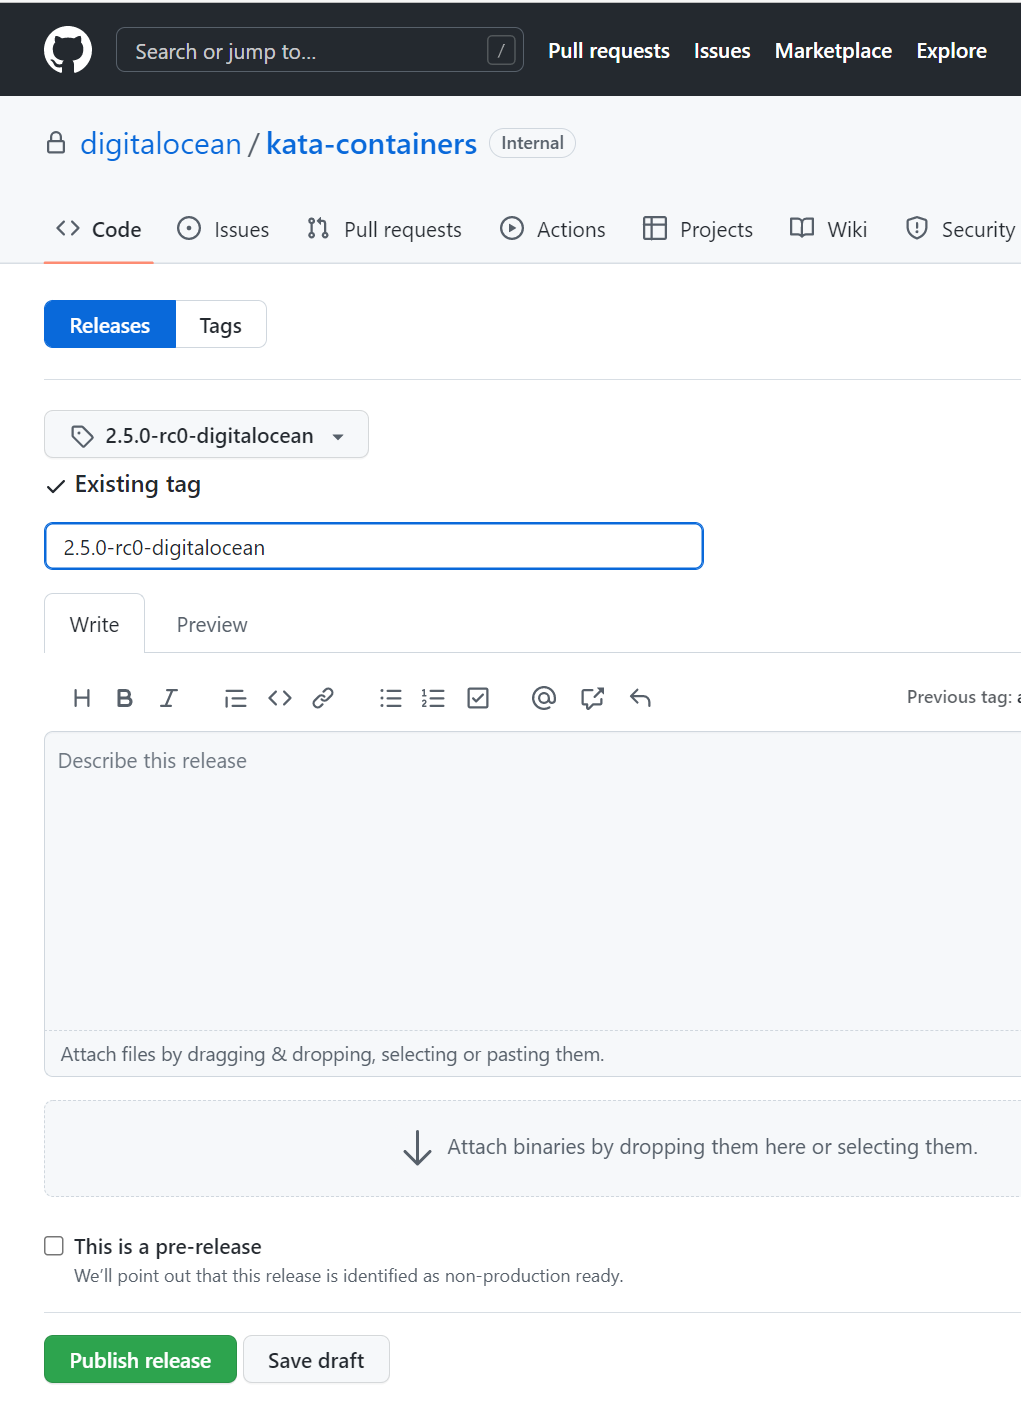 Search or jump to... / Pull requests Issues Marketplace Explore
digitalocean / kata-containers Internal
Code Issues Pull requests Actions Projects Wiki Security
Releases Tags
2.5.0-rc0-digitalocean
Existing tag
2.5.0-rc0-digitalocean
Write Preview
H B I Previous tag:
Describe this release
Attach files by dragging & dropping, selecting or pasting them.
Attach binaries by dropping them here or selecting them.
This is a pre-release
We’ll point out that this release is identified as non-production ready.
Publish release Save draft